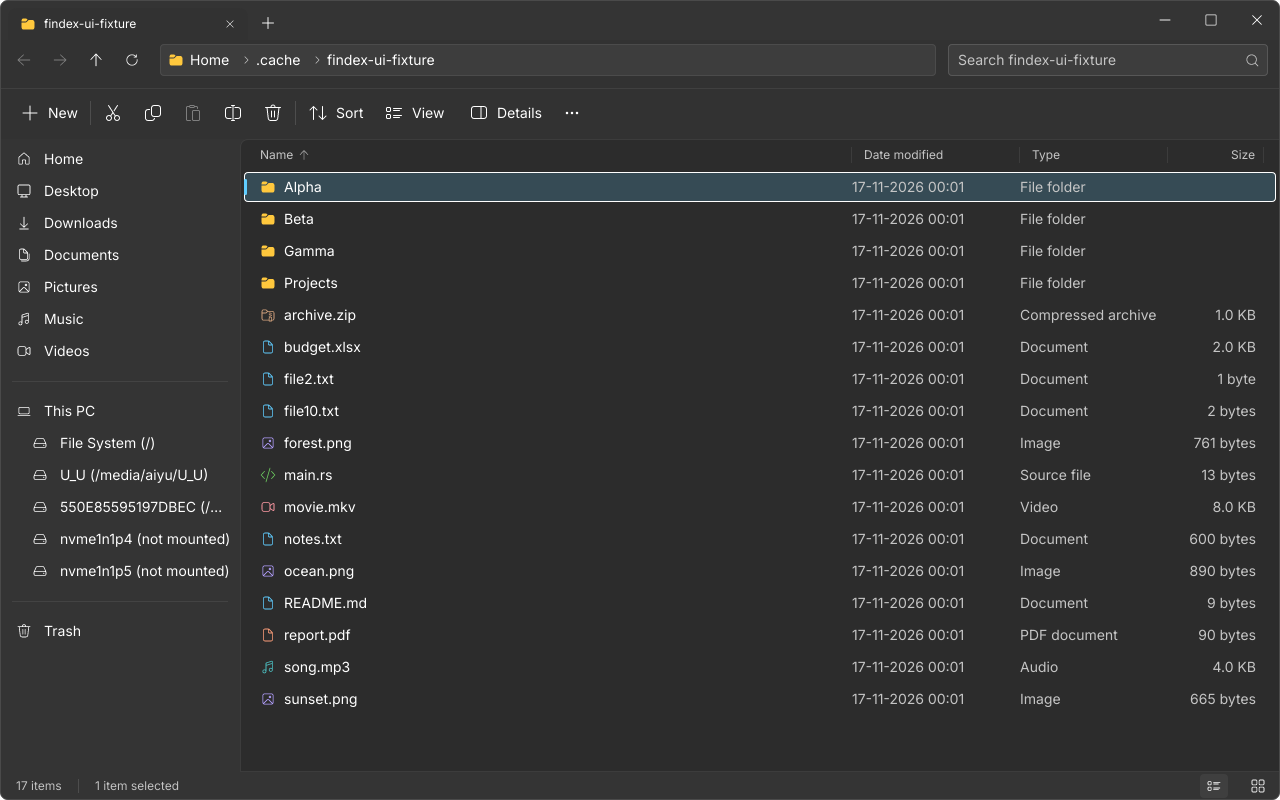 findex-ui-fixture
Home > .cache > findex-ui-fixture
Search findex-ui-fixture
New
Sort
View
Details
Home
Desktop
Downloads
Documents
Pictures
Music
Videos
This PC
File System (/)
U_U (/media/aiyu/U_U)
550E85595197DBEC (/...
nvme1n1p4 (not mounted)
nvme1n1p5 (not mounted)
Trash
Name Date modified Type Size
Alpha 17-11-2026 00:01 File folder
Beta 17-11-2026 00:01 File folder
Gamma 17-11-2026 00:01 File folder
Projects 17-11-2026 00:01 File folder
archive.zip 17-11-2026 00:01 Compressed archive 1.0 KB
budget.xlsx 17-11-2026 00:01 Document 2.0 KB
file2.txt 17-11-2026 00:01 Document 1 byte
file10.txt 17-11-2026 00:01 Document 2 bytes
forest.png 17-11-2026 00:01 Image 761 bytes
main.rs 17-11-2026 00:01 Source file 13 bytes
movie.mkv 17-11-2026 00:01 Video 8.0 KB
notes.txt 17-11-2026 00:01 Document 600 bytes
ocean.png 17-11-2026 00:01 Image 890 bytes
README.md 17-11-2026 00:01 Document 9 bytes
report.pdf 17-11-2026 00:01 PDF document 90 bytes
song.mp3 17-11-2026 00:01 Audio 4.0 KB
sunset.png 17-11-2026 00:01 Image 665 bytes
17 items
1 item selected